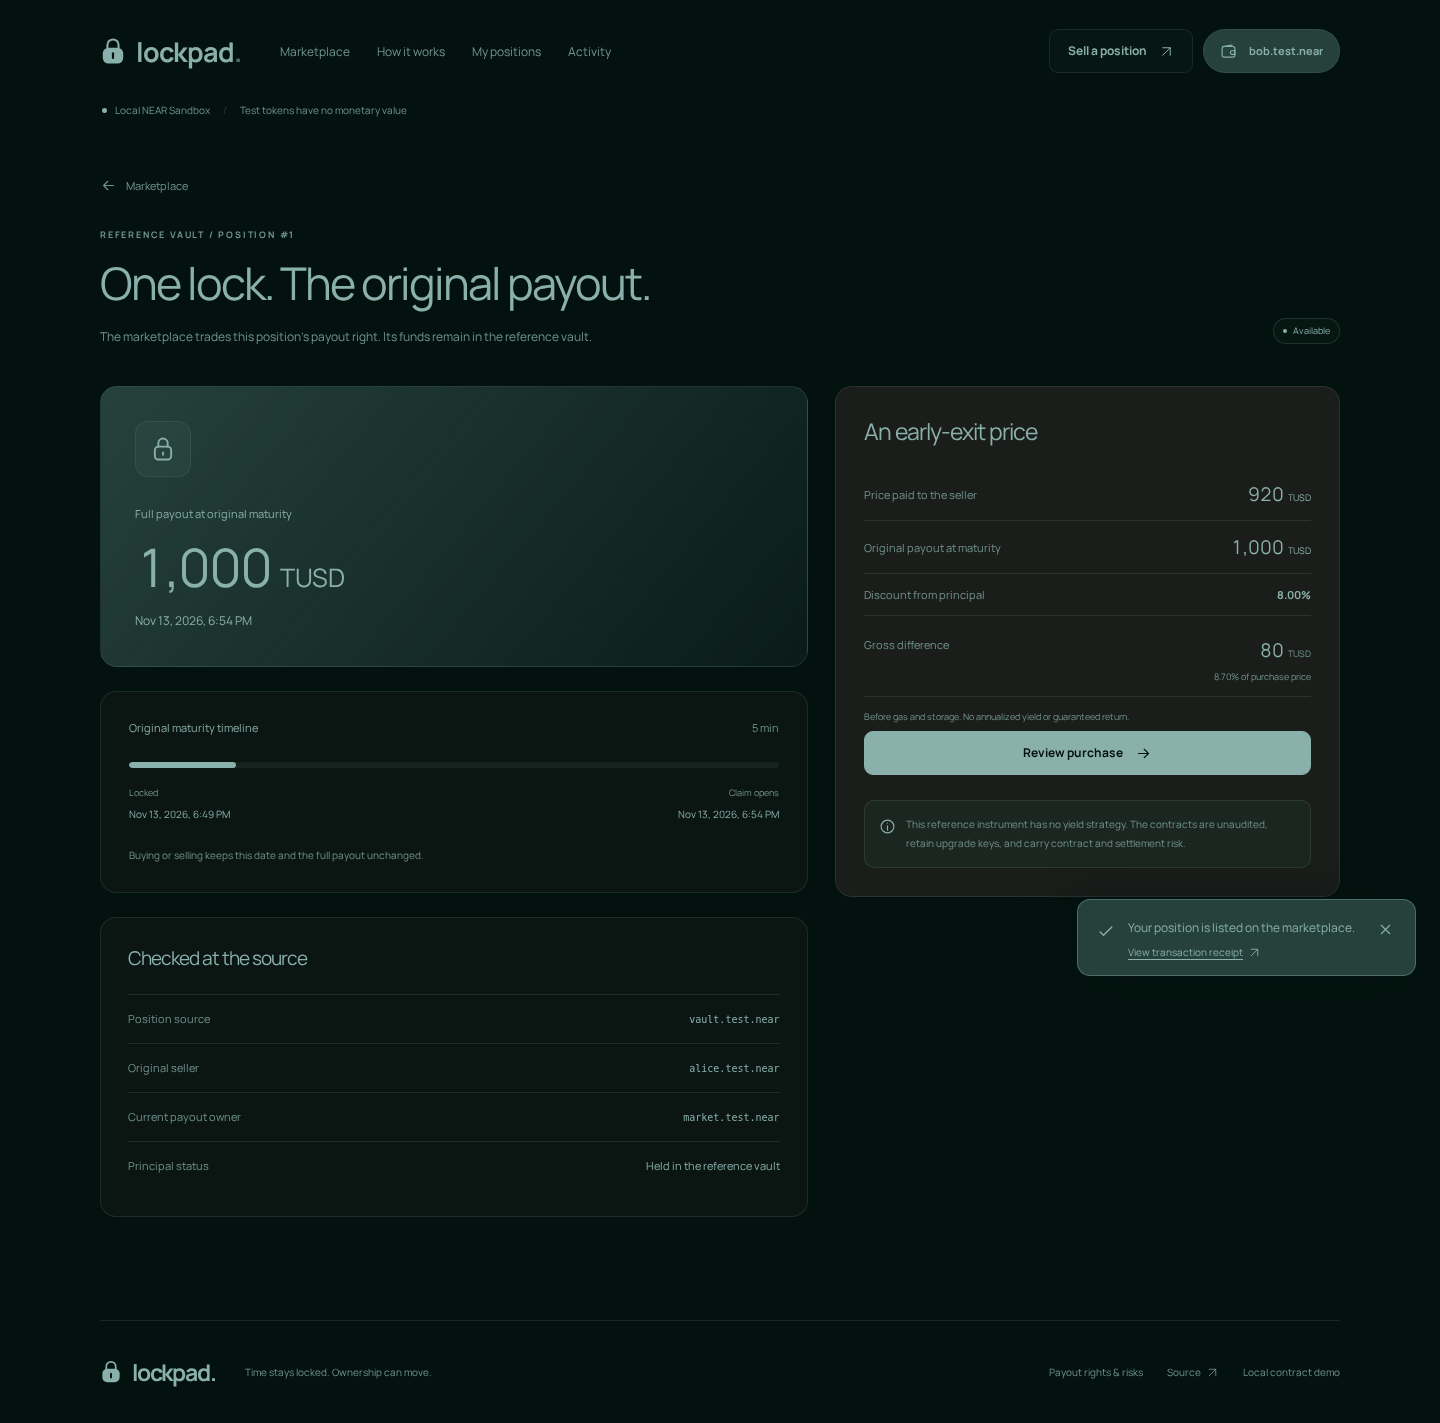 lockpad.
Marketplace
How it works
My positions
Activity
Sell a position
bob.test.near
Local NEAR Sandbox / Test tokens have no monetary value
Marketplace
REFERENCE VAULT / POSITION #1
One lock. The original payout.
The marketplace trades this position's payout right. Its funds remain in the reference vault.
Available
Full payout at original maturity
1,000 TUSD
Nov 13, 2026, 6:54 PM
Original maturity timeline
5 min
Locked
Claim opens
Nov 13, 2026, 6:49 PM
Nov 13, 2026, 6:54 PM
Buying or selling keeps this date and the full payout unchanged.
Checked at the source
Position source
vault.test.near
Original seller
alice.test.near
Current payout owner
market.test.near
Principal status
Held in the reference vault
An early-exit price
Price paid to the seller
920 TUSD
Original payout at maturity
1,000 TUSD
Discount from principal
8.00%
Gross difference
80 TUSD
8.70% of purchase price
Before gas and storage. No annualized yield or guaranteed return.
Review purchase
This reference instrument has no yield strategy. The contracts are unaudited,
retain upgrade keys, and carry contract and settlement risk.
Your position is listed on the marketplace.
View transaction receipt
lockpad.
Time stays locked. Ownership can move.
Payout rights & risks
Source
Local contract demo